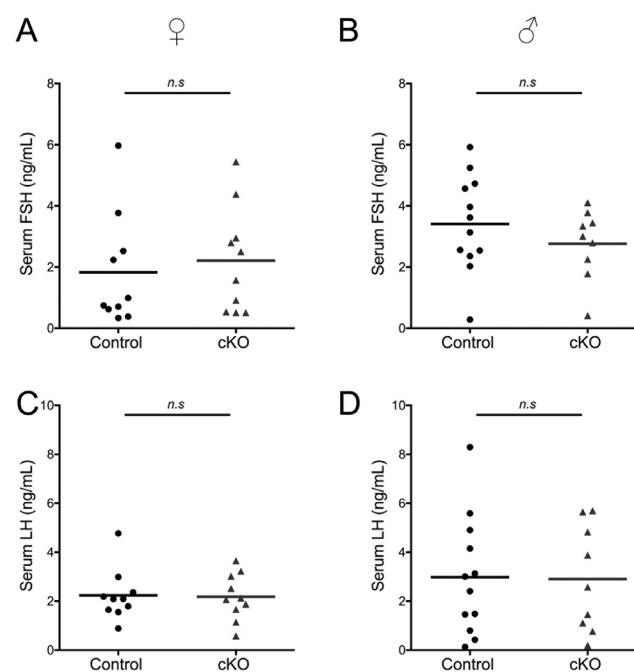 A ♀
B ♂
n.s
n.s
8
6
4
2
0
Serum FSH (ng/mL)
Control cKO
8
6
4
2
0
Serum FSH (ng/mL)
Control cKO
C
D
n.s
n.s
10
8
6
4
2
0
Serum LH (ng/mL)
Control cKO
10
8
6
4
2
0
Serum LH (ng/mL)
Control cKO